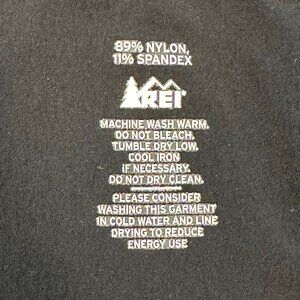 89% NYLON,
11% SPANDEX
REI
MACHINE WASH WARM.
DO NOT BLEACH.
TUMBLE DRY LOW.
COOL IRON
IF NECESSARY.
DO NOT DRY CLEAN.
PLEASE CONSIDER
WASHING THIS GARMENT
IN COLD WATER AND LINE
DRYING TO REDUCE
ENERGY USE